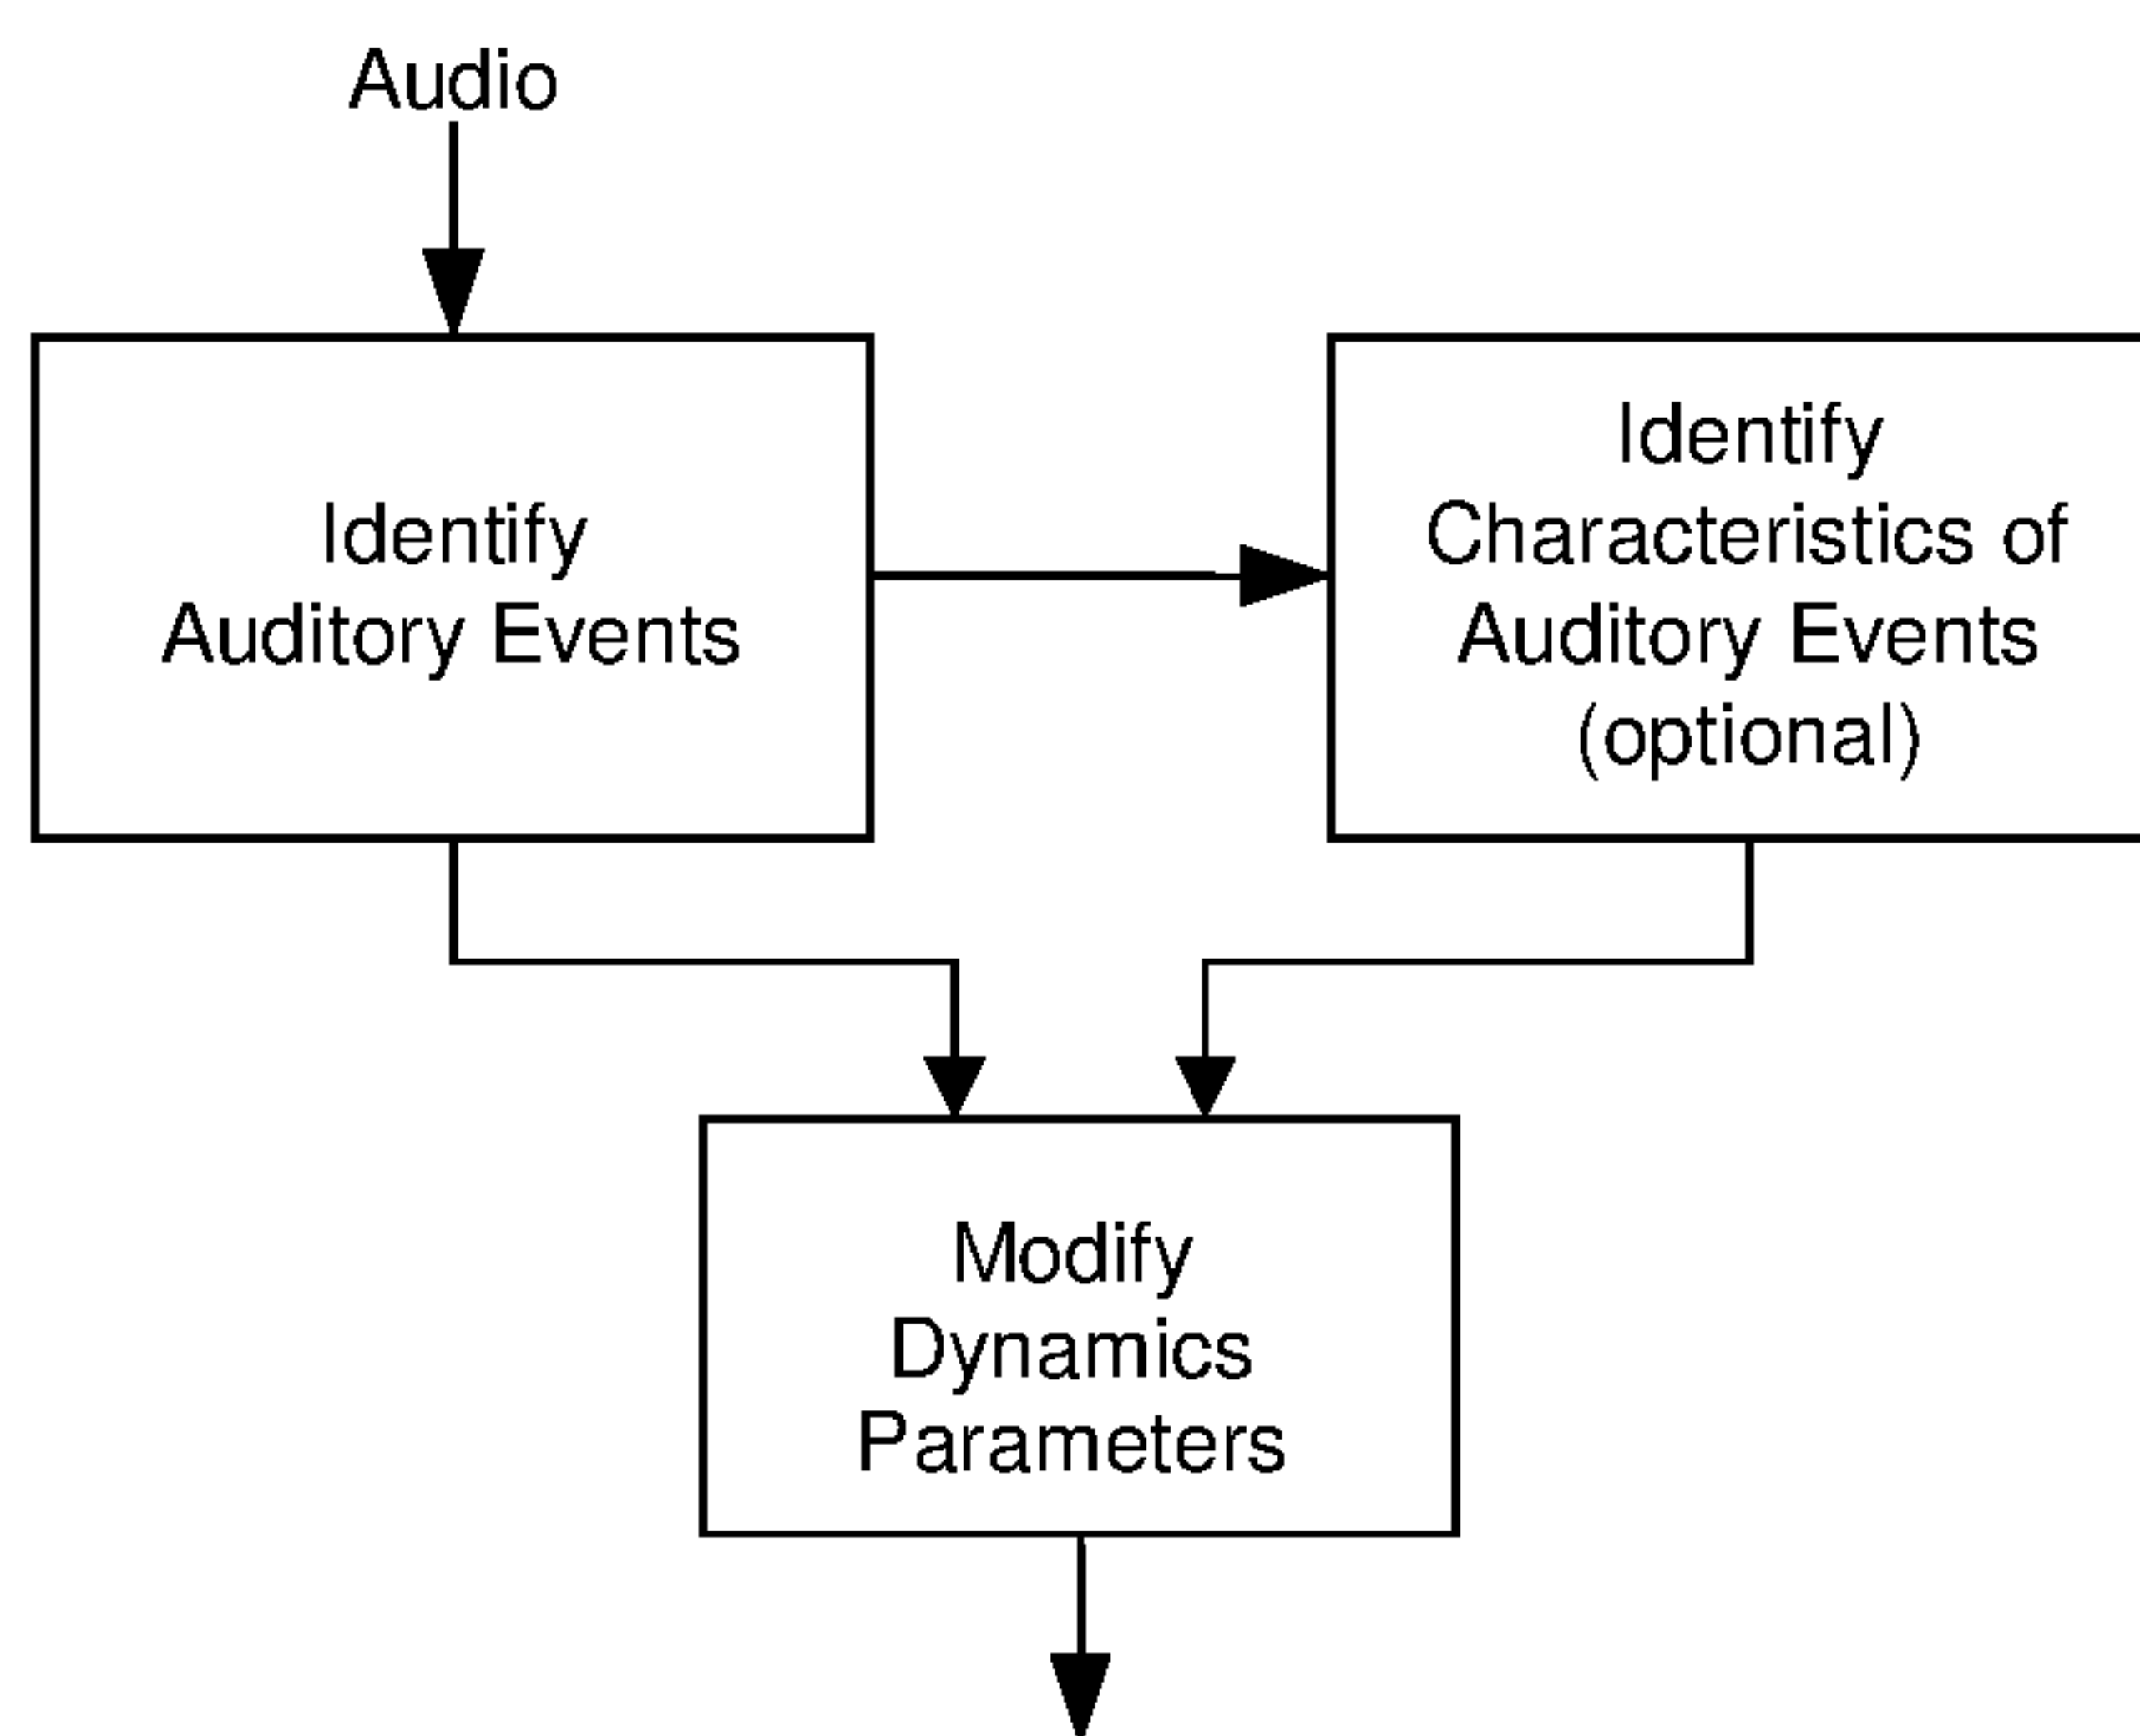 Audio
Identify
Auditory Events
Identify
Characteristics of
Auditory Events
(optional)
Modify
Dynamics
Parameters